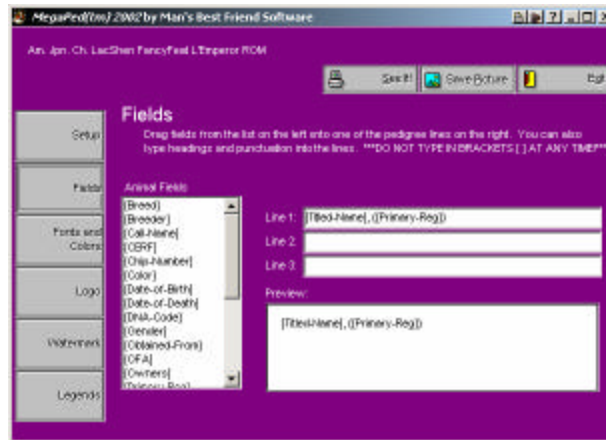 MegaPed(tm) 2002 by Man's Best Friend Software
Am. Jpn. Ch. LacShen FancyFeat L'Emperor ROM
See It!
Save Picture
Exit
Setup
Fields
Fonts and
Colors
Logo
Watermark
Legends
Fields
Drag fields from the list on the left onto one of the pedigree lines on the right. You can also
type headings and punctuation into the lines. ***DO NOT TYPE IN BRACKETS [ ] AT ANY TIME!***
Animal Fields
[Breed]
[Breeder]
[Call-Name]
[CERF]
[Chip-Number]
[Color]
[Date-of-Birth]
[Date-of-Death]
[DNA-Code]
[Gender]
[Obtained-From]
[OFA]
[Owners]
[Primary-Reg]
Line 1: [Titled-Name], ([Primary-Reg])
Line 2:
Line 3:
Preview:
[Titled-Name], ([Primary-Reg])